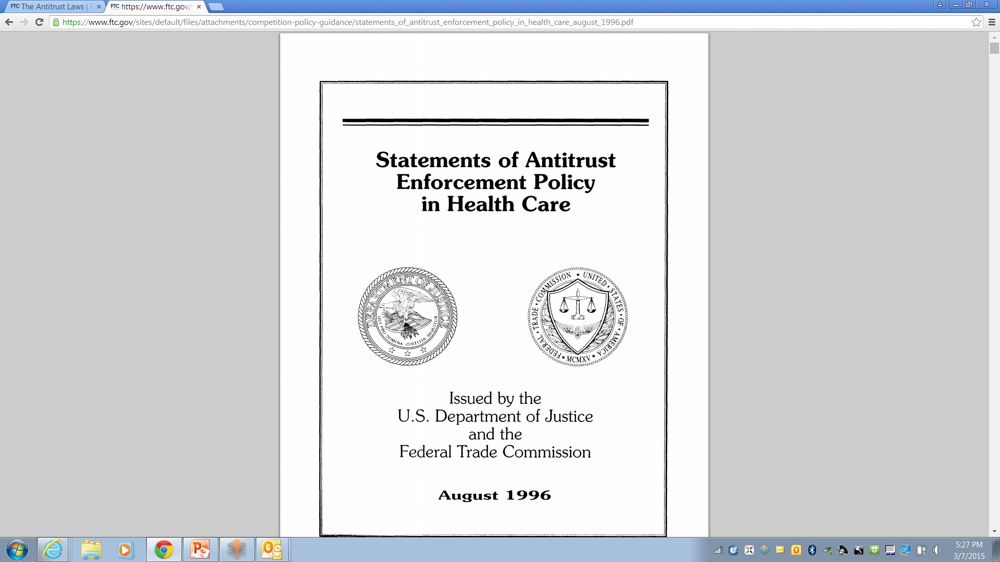 FTC The Antitrust Laws |
FTC https://www.ftc.gov/
https://www.ftc.gov/sites/default/files/attachments/competition-policy-guidance/statements_of_antitrust_enforcement_policy_in_health_care_august_1996.pdf
Statements of Antitrust
Enforcement Policy
in Health Care
DEPARTMENT OF JUSTICE
QUI PRO DOMINA JUSTITIA SEQUITUR
FEDERAL • TRADE • COMMISSION ★ UNITED • STATES • OF • AMERICA
★ MCMXV ★
Issued by the
U.S. Department of Justice
and the
Federal Trade Commission
August 1996
5:27 PM
3/7/2015